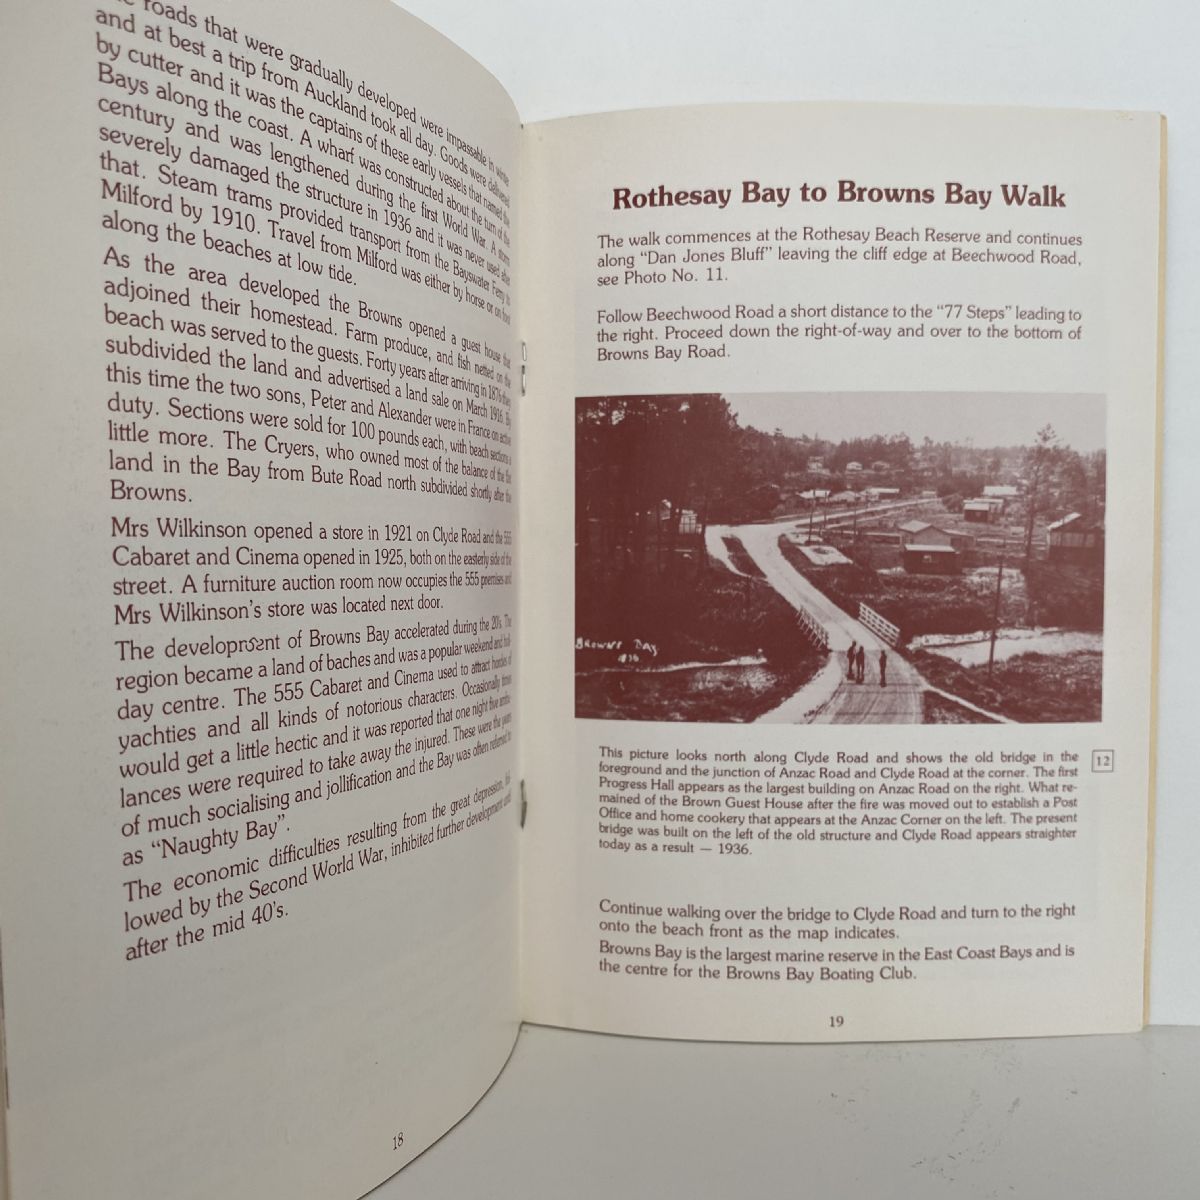 roads that were gradually developed were impassable in winter
and at best a trip from Auckland took all day. Goods were delivered
by cutter and it was the captains of these early vessels that named the
Bays along the coast. A wharf was constructed about the turn of the
century and was lengthened during the first World War. A storm
severely damaged the structure in 1936 and it was never used after
that. Steam trams provided transport from the Bayswater Ferry to
Milford by 1910. Travel from Milford was either by horse or on foot
along the beaches at low tide.
As the area developed the Browns opened a guest house that
adjoined their homestead. Farm produce, and fish netted on the
beach was served to the guests. Forty years after arriving in 1876 they
subdivided the land and advertised a land sale on March 1916. By
this time the two sons, Peter and Alexander were in France on active
duty. Sections were sold for 100 pounds each, with beach sections a
little more. The Cryers, who owned most of the balance of the flat
land in the Bay from Bute Road north subdivided shortly after the
Browns.
Mrs Wilkinson opened a store in 1921 on Clyde Road and the 555
Cabaret and Cinema opened in 1925, both on the easterly side of the
street. A furniture auction room now occupies the 555 premises and
Mrs Wilkinson's store was located next door.
The development of Browns Bay accelerated during the 20's. The
region became a land of baches and was a popular weekend and holi-
day centre. The 555 Cabaret and Cinema used to attract hordes of
yachties and all kinds of notorious characters. Occasionally things
would get a little hectic and it was reported that one night five ambu-
lances were required to take away the injured. These were the years
of much socialising and jollification and the Bay was often referred to
as "Naughty Bay".
The economic difficulties resulting from the great depression, fol-
lowed by the Second World War, inhibited further development until
after the mid 40's.
18
Rothesay Bay to Browns Bay Walk
The walk commences at the Rothesay Beach Reserve and continues
along "Dan Jones Bluff" leaving the cliff edge at Beechwood Road,
see Photo No. 11.
Follow Beechwood Road a short distance to the "77 Steps" leading to
the right. Proceed down the right-of-way and over to the bottom of
Browns Bay Road.
BROWNS BAY
1936
This picture looks north along Clyde Road and shows the old bridge in the
foreground and the junction of Anzac Road and Clyde Road at the corner. The first
Progress Hall appears as the largest building on Anzac Road on the right. What re-
mained of the Brown Guest House after the fire was moved out to establish a Post
Office and home cookery that appears at the Anzac Corner on the left. The present
bridge was built on the left of the old structure and Clyde Road appears straighter
today as a result — 1936.
12
Continue walking over the bridge to Clyde Road and turn to the right
onto the beach front as the map indicates.
Browns Bay is the largest marine reserve in the East Coast Bays and is
the centre for the Browns Bay Boating Club.
19